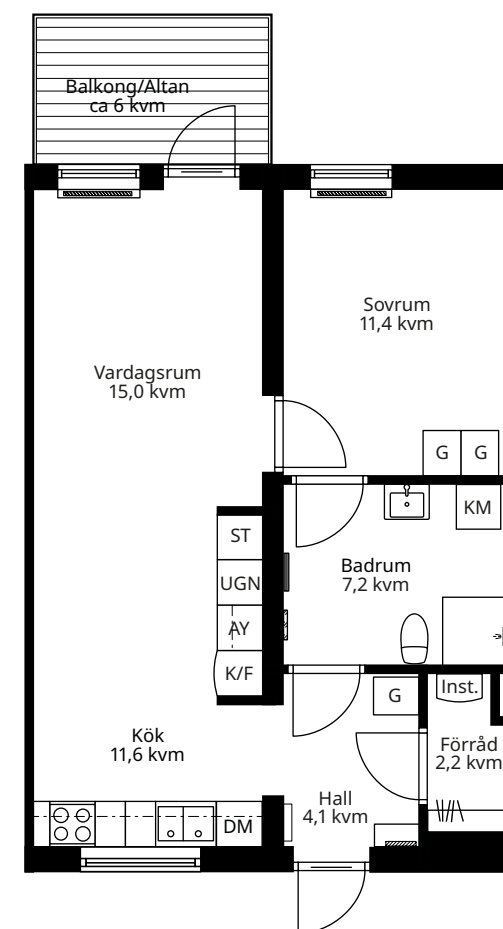 Balkong/Altan
ca 6 kvm
Sovrum
11,4 kvm
Vardagsrum
15,0 kvm
G
G
ST
KM
UGN
Badrum
7,2 kvm
AY
K/F
G
Inst.
Kök
11,6 kvm
Förråd
2,2 kvm
Hall
4,1 kvm
DM